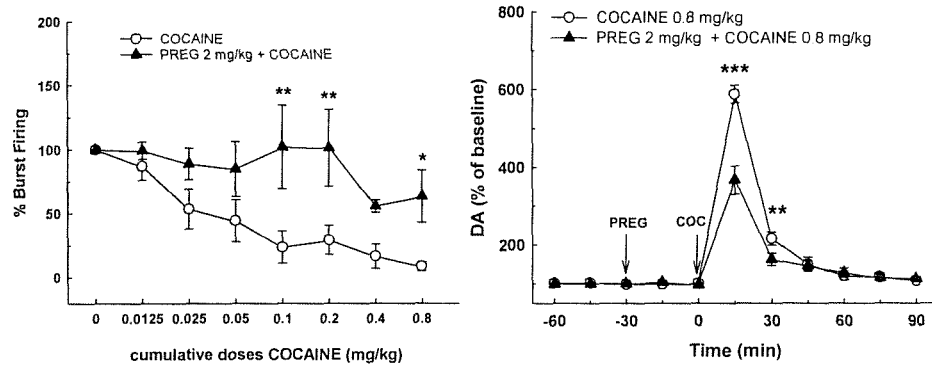 COCAINE
PREG 2 mg/kg + COCAINE
200
150
100
50
0
% Burst Firing
**
**
*
0 0.0125 0.025 0.05 0.1 0.2 0.4 0.8
cumulative doses COCAINE (mg/kg)
COCAINE 0.8 mg/kg
PREG 2 mg/kg + COCAINE 0.8 mg/kg
800
600
400
200
DA (% of baseline)
***
**
PREG
COC
-60 -30 0 30 60 90
Time (min)